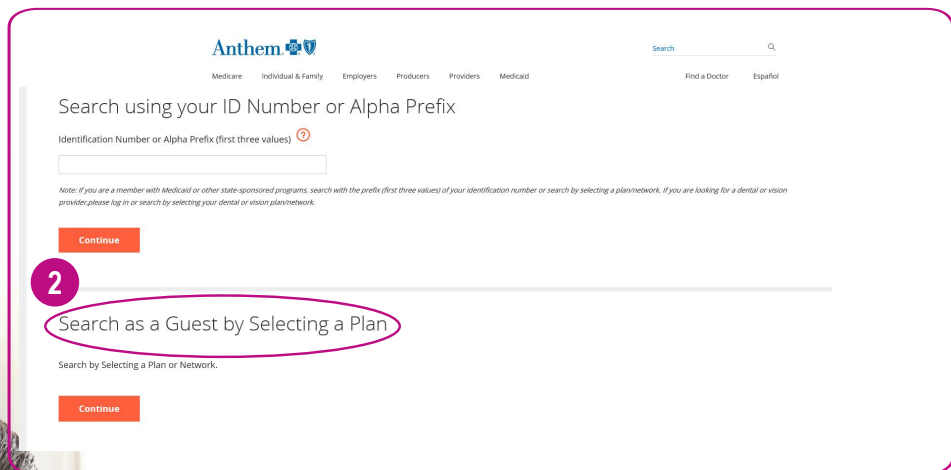 Anthem
Search
Medicare Individual & Family Employers Producers Providers Medicaid Find a Doctor Español
Search using your ID Number or Alpha Prefix
Identification Number or Alpha Prefix (first three values) ?
Note: If you are a member with Medicaid or other state-sponsored programs, search with the prefix (first three values) of your identification number or search by selecting a plan/network. If you are looking for a dental or vision
provider,please log in or search by selecting your dental or vision plan/network.
Continue
2
Search as a Guest by Selecting a Plan
Search by Selecting a Plan or Network.
Continue